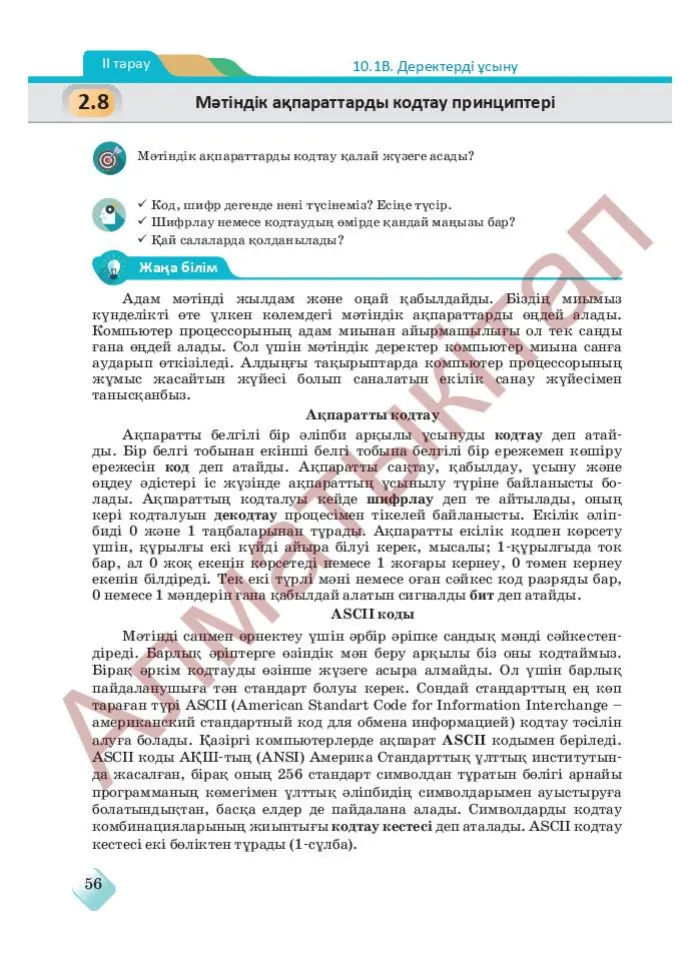 II тарау
10.1В. Деректерді ұсыну
2.8
Мәтіндік ақпараттарды кодтау принциптері
Мәтіндік ақпараттарды кодтау қалай жүзеге асады?
✓ Код, шифр дегенде нені түсінеміз? Есіңе түсір.
✓ Шифрлау немесе кодтаудың өмірде қандай маңызы бар?
✓ Қай салаларда қолданылады?
Жаңа білім
Адам мәтінді жылдам және оңай қабылдайды. Біздің миымыз
күнделікті өте үлкен көлемдегі мәтіндік ақпараттарды өңдей алады.
Компьютер процессорының адам миынан айырмашылығы ол тек санды
ғана өңдей алады. Сол үшін мәтіндік деректер компьютер миына санға
аударып өткізіледі. Алдыңғы тақырыптарда компьютер процессорының
жұмыс жасайтын жүйесі болып саналатын екілік санау жүйесімен
танысқанбыз.
Ақпаратты кодтау
Ақпаратты белгілі бір әліпби арқылы ұсынуды кодтау деп атай-
ды. Бір белгі тобынан екінші белгі тобына белгілі бір ережемен көшіру
ережесін код деп атайды. Ақпаратты сақтау, қабылдау, ұсыну және
өңдеу әдістері іс жүзінде ақпараттың ұсынылу түріне байланысты бо-
лады. Ақпараттың кодталуы кейде шифрлау деп те айтылады, оның
кері кодталуын декодтау процесімен тікелей байланысты. Екілік әліп-
биді 0 және 1 таңбаларынан тұрады. Ақпаратты екілік кодпен көрсету
үшін, құрылғы екі күйді айыра білуі керек, мысалы; 1-құрылғыда ток
бар, ал 0 жоқ екенін көрсетеді немесе 1 жоғары кернеу, 0 төмен кернеу
екенін білдіреді. Тек екі түрлі мәні немесе оған сәйкес код разряды бар,
0 немесе 1 мәндерін ғана қабылдай алатын сигналды бит деп атайды.
ASCII коды
Мәтінді санмен өрнектеу үшін әрбір әріпке сандық мәнді сәйкестен-
діреді. Барлық әріптерге өзіндік мән беру арқылы біз оны кодтаймыз.
Бірақ әркім кодтауды өзінше жүзеге асыра алмайды. Ол үшін барлық
пайдаланушыға тән стандарт болуы керек. Сондай стандарттың ең көп
тараған түрі ASCII (American Standart Code for Information Interchange –
американский стандартный код для обмена информацией) кодтау тәсілін
алуға болады. Қазіргі компьютерлерде ақпарат ASCII кодымен беріледі.
ASCII коды АҚШ-тың (ANSI) Америка Стандарттық ұлттық институтын-
да жасалған, бірақ оның 256 стандарт символдан тұратын бөлігі арнайы
программаның көмегімен ұлттық әліпбидің символдарымен ауыстыруға
болатындықтан, басқа елдер де пайдалана алады. Символдарды кодтау
комбинацияларының жиынтығы кодтау кестесі деп аталады. ASCII кодтау
кестесі екі бөліктен тұрады (1-сұлба).
56
Алматыкітап